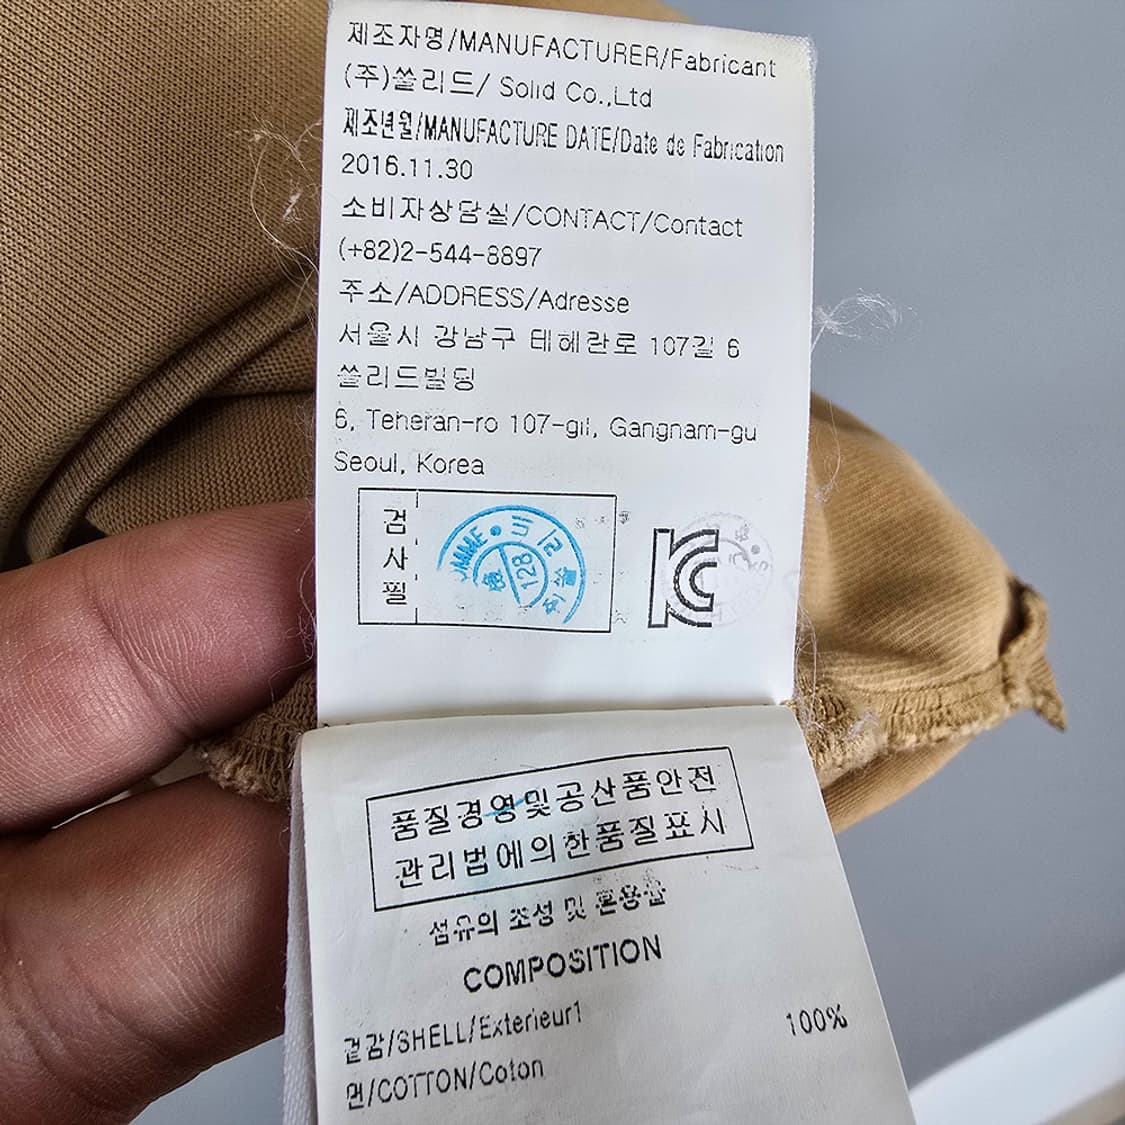 제조자명/MANUFACTURER/Fabricant
(주)쏠리드/ Solid Co.,Ltd
제조년월/MANUFACTURE DATE/Date de Fabrication
2016.11.30
소비자상담실/CONTACT/Contact
(+82)2-544-8897
주소/ADDRESS/Adresse
서울시 강남구 테헤란로 107길 6
쏠리드빌딩
6, Teheran-ro 107-gil, Gangnam-gu
Seoul, Korea
검
사
필
128
품질경영및공산품안전
관리법에의한품질표시
섬유의 조성 및 혼용율
COMPOSITION
겉감/SHELL/Exterieur1
100%
면/COTTON/Coton